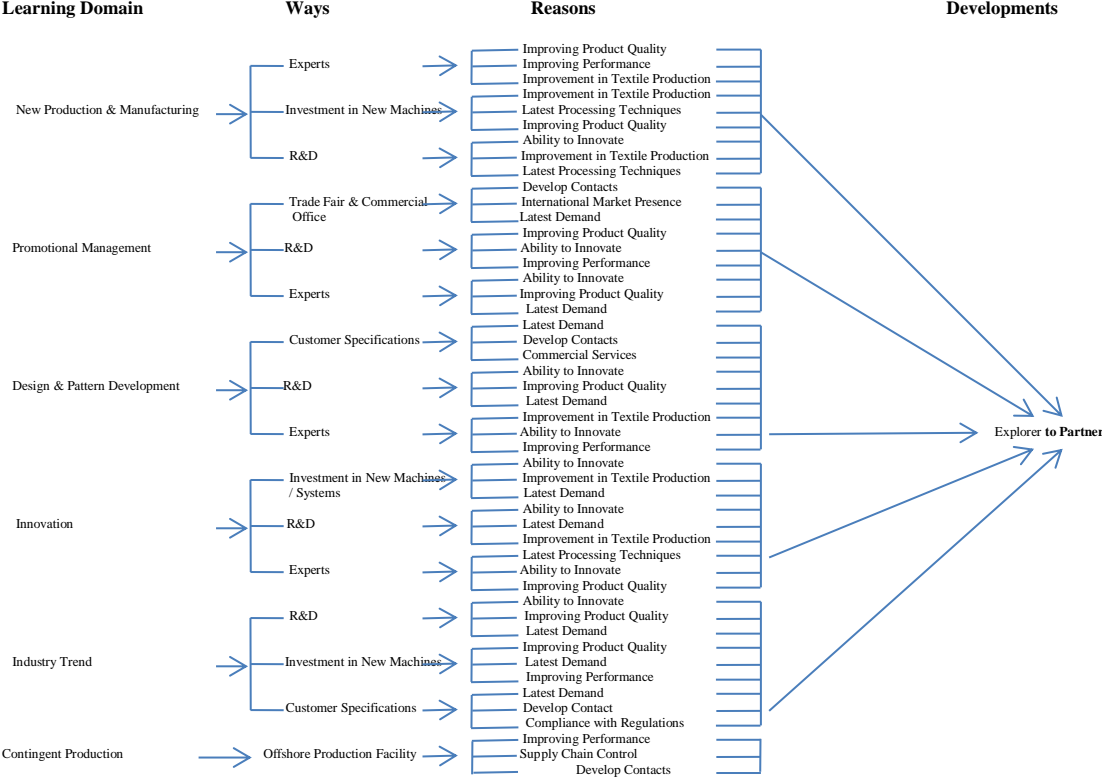 Learning Domain Ways Reasons Developments
Improving Product Quality
Experts Improving Performance
Improvement in Textile Production
Improvement in Textile Production
New Production & Manufacturing Investment in New Machines Latest Processing Techniques
Improving Product Quality
Ability to Innovate
R&D Improvement in Textile Production
Latest Processing Techniques
Develop Contacts
Trade Fair & Commercial International Market Presence
Office Latest Demand
Improving Product Quality
Promotional Management R&D Ability to Innovate
Improving Performance
Ability to Innovate
Experts Improving Product Quality
Latest Demand
Latest Demand
Customer Specifications Develop Contacts
Commercial Services
Ability to Innovate
Design & Pattern Development R&D Improving Product Quality
Latest Demand
Improvement in Textile Production
Experts Ability to Innovate Explorer to Partner
Improving Performance
Ability to Innovate
Investment in New Machines Improvement in Textile Production
/ Systems Latest Demand
Ability to Innovate
Innovation R&D Latest Demand
Improvement in Textile Production
Latest Processing Techniques
Experts Ability to Innovate
Improving Product Quality
Ability to Innovate
R&D Improving Product Quality
Latest Demand
Improving Product Quality
Industry Trend Investment in New Machines Latest Demand
Improving Performance
Latest Demand
Customer Specifications Develop Contact
Compliance with Regulations
Improving Performance
Contingent Production Offshore Production Facility Supply Chain Control
Develop Contacts